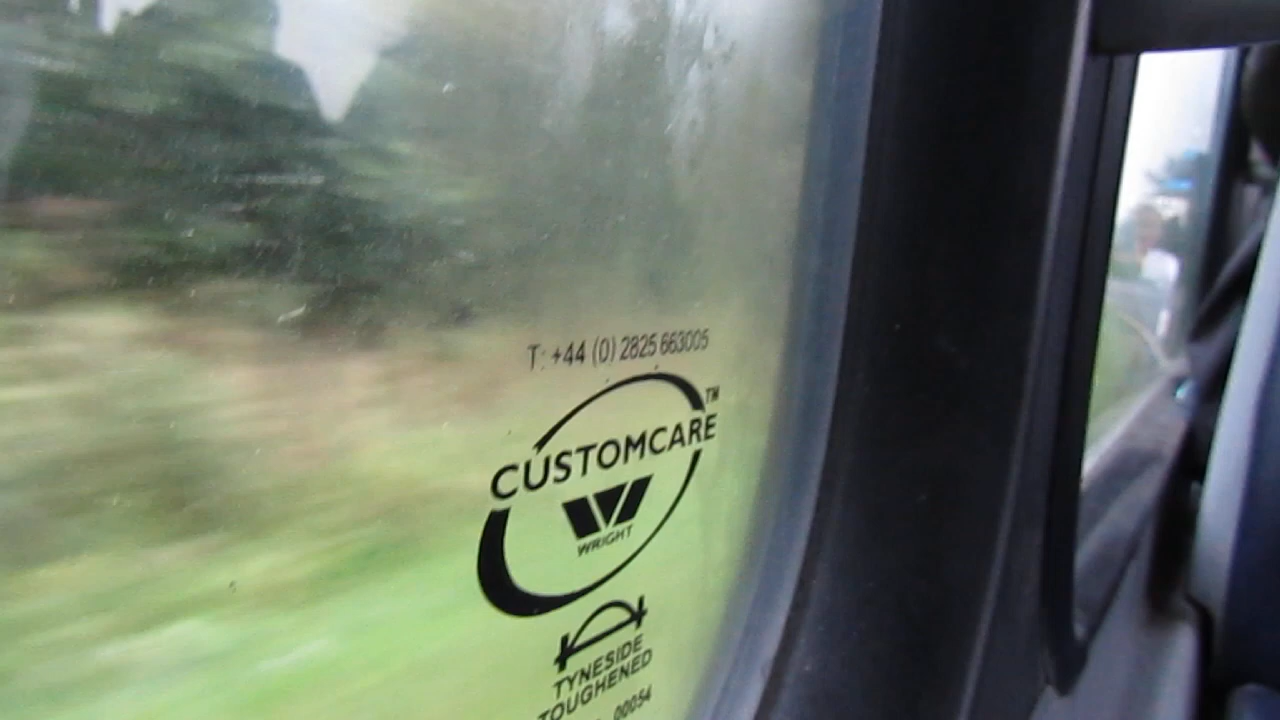 T: +44 (0) 2825 663005
CUSTOMCARE™
W
WRIGHT
TYNESIDE
TOUGHENED
00054